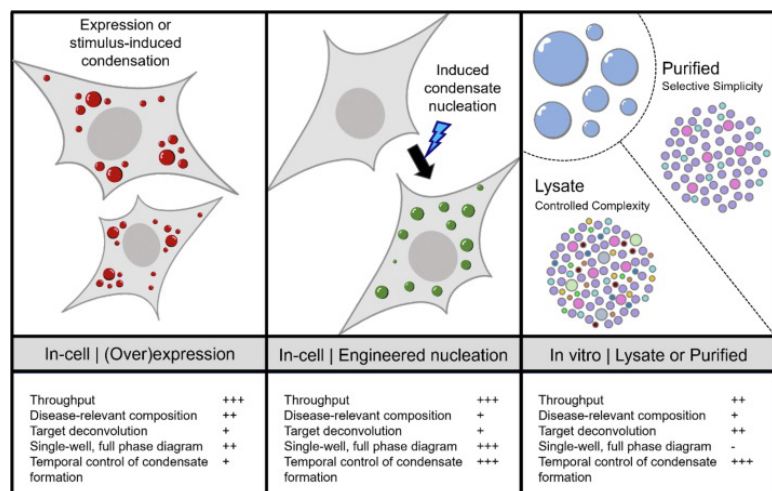 Expression or
stimulus-induced
condensation
Induced
condensate
nucleation
Purified
Selective Simplicity
Lysate
Controlled Complexity
In-cell | (Over)expression
In-cell | Engineered nucleation
In vitro | Lysate or Purified
Throughput +++
Disease-relevant composition ++
Target deconvolution +
Single-well, full phase diagram ++
Temporal control of condensate +
formation
Throughput +++
Disease-relevant composition +
Target deconvolution +
Single-well, full phase diagram +++
Temporal control of condensate +++
formation
Throughput ++
Disease-relevant composition +
Target deconvolution ++
Single-well, full phase diagram -
Temporal control of condensate +++
formation